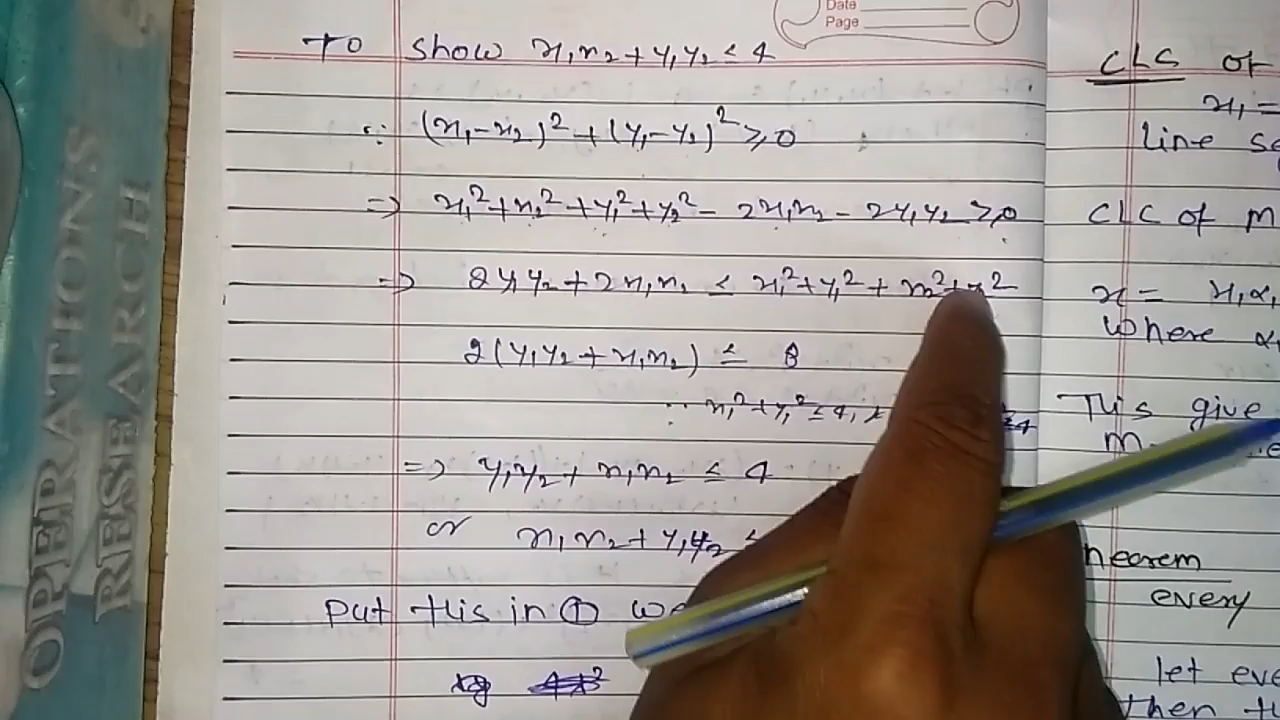 OPERATIONS
RESEARCH
Date
Page
To show x₁x₂ + y₁y₂ ≤ 4
∵ (x₁-x₂)² + (y₁-y₂)² ≥ 0
⇒ x₁² + x₂² + y₁² + y₂² - 2x₁x₂ - 2y₁y₂ ≥ 0
⇒ 2y₁y₂ + 2x₁x₂ ≤ x₁² + y₁² + x₂² + y₂²
2(y₁y₂ + x₁x₂) ≤ 8
∵ x₁² + y₁² ≤ 4,
⇒ y₁y₂ + x₁x₂ ≤ 4
or x₁x₂ + y₁y₂ ≤
Put this in ①
CLC of
x₁ =
line
CLC of M
x = x₁α₁
where α
This give
neorem
every
let eve
then